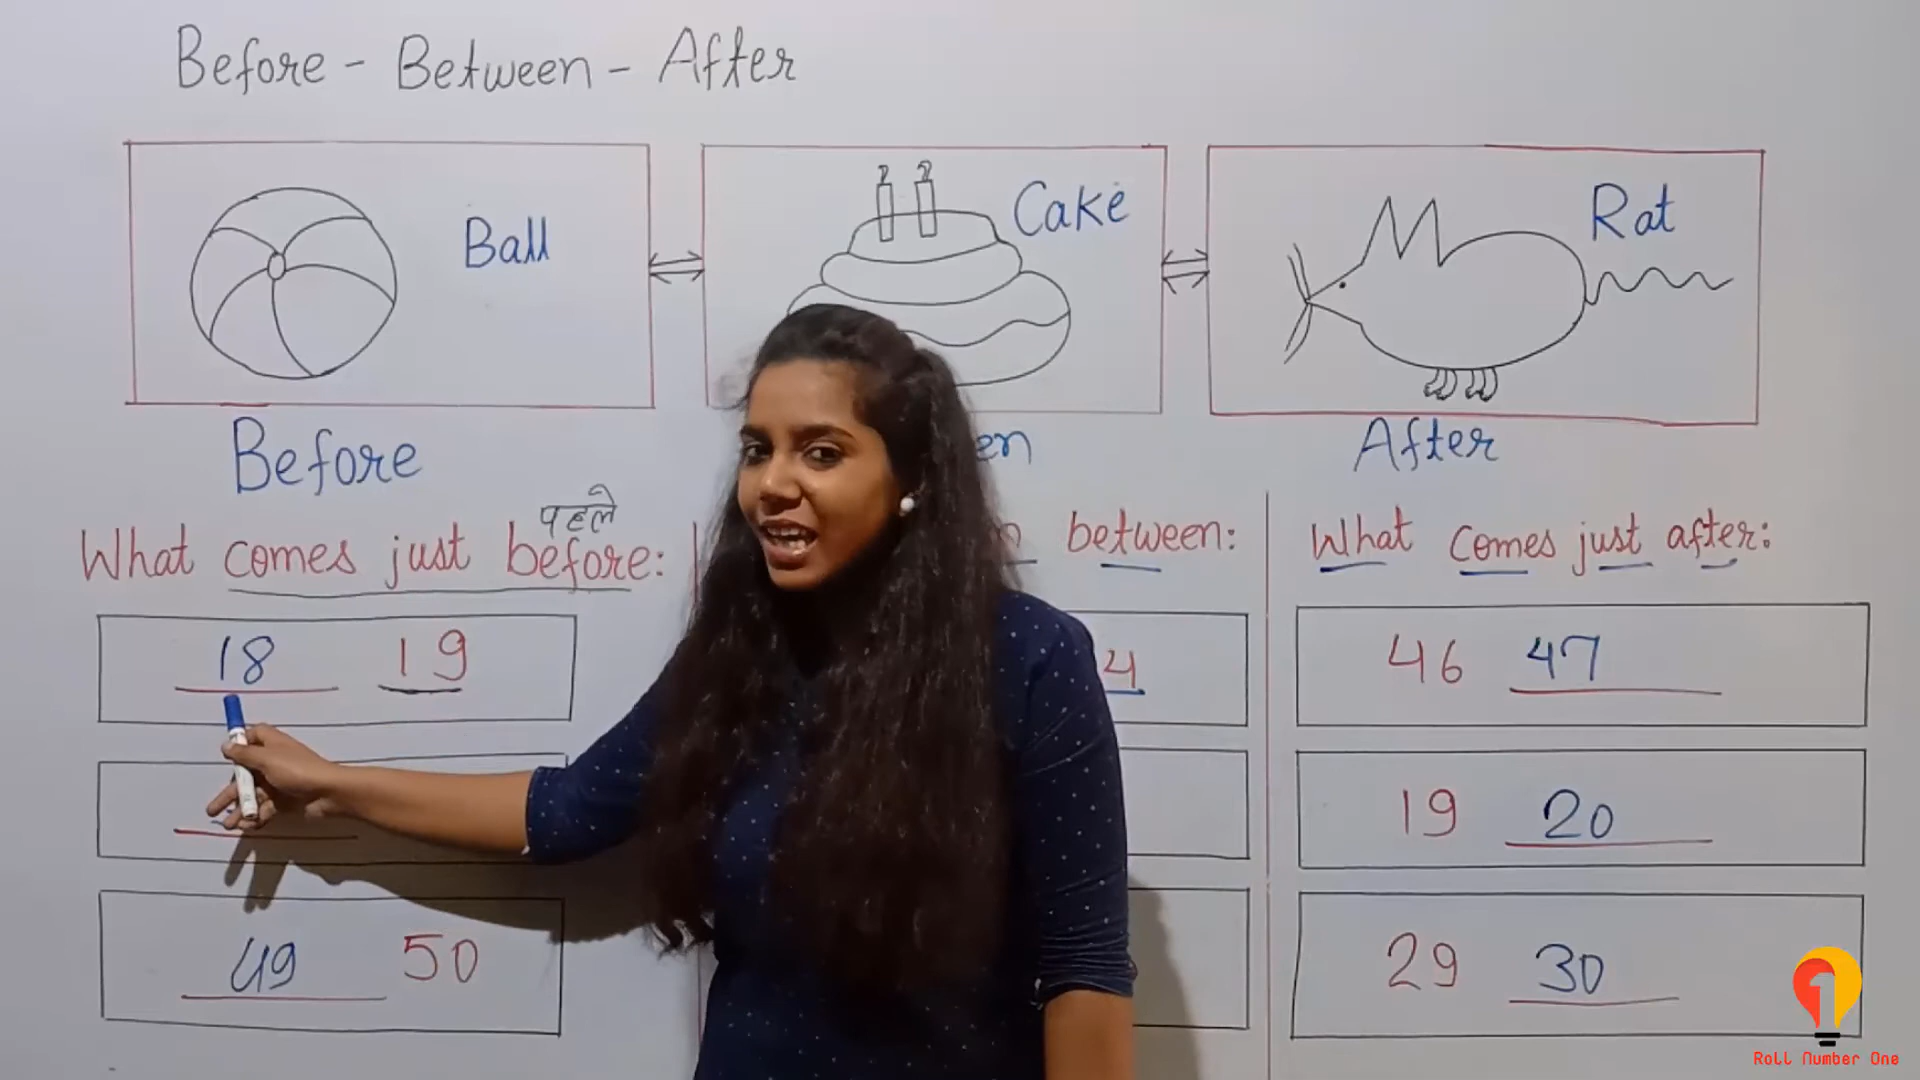 Before - Between - After
Ball
Cake
Rat
Before
After
पहले
What comes just before:
between:
What comes just after:
18 19
4
46 47
19 20
49 50
29 30
Roll Number One